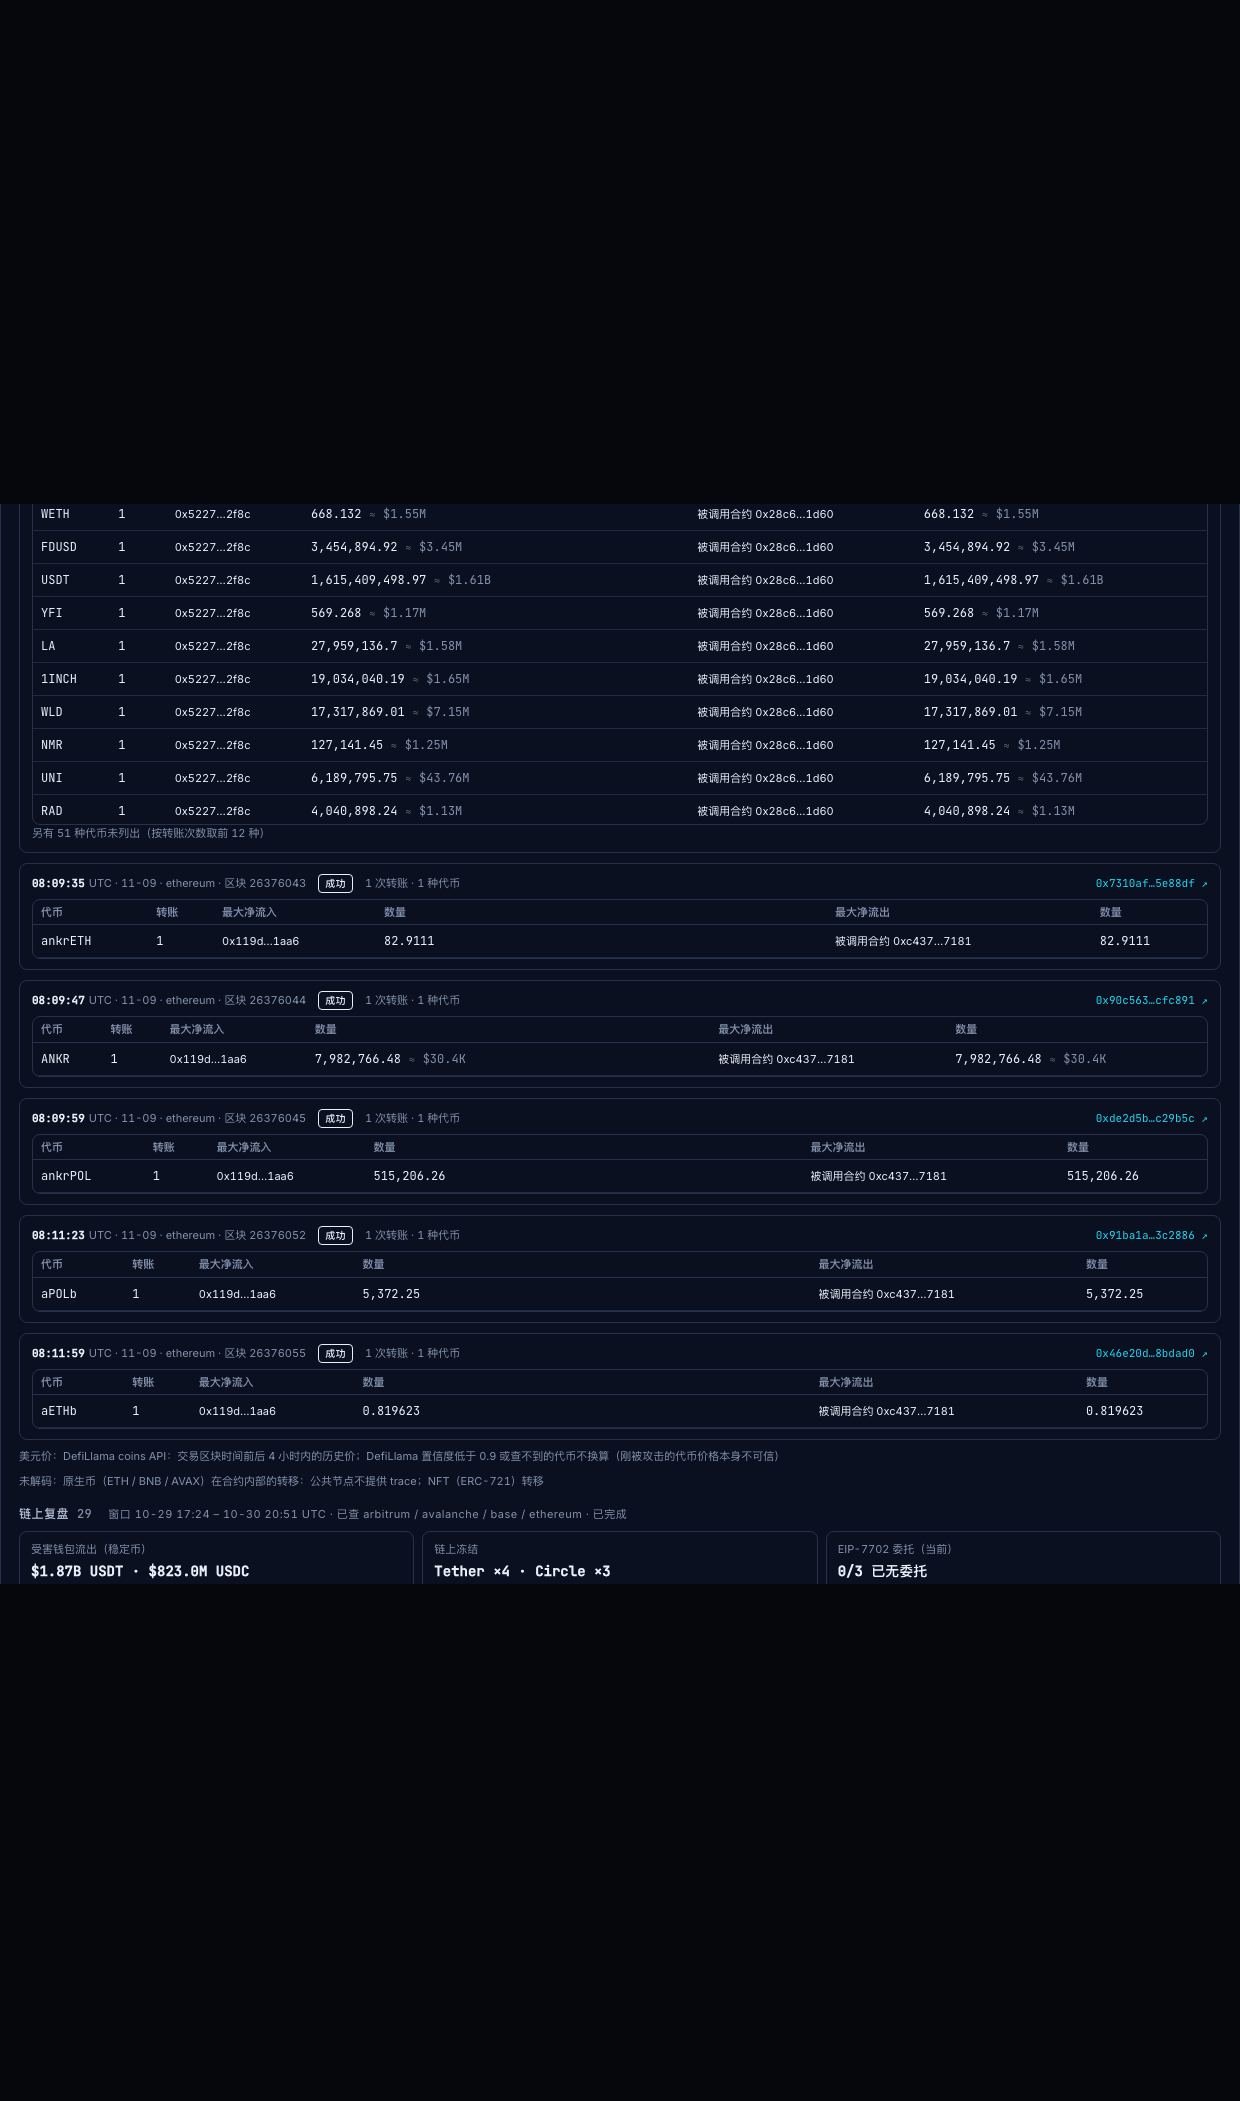 WETH 1 0x5227…2f8c 668.132 ≈ $1.55M 被调用合约 0x28c6…1d60 668.132 ≈ $1.55M
FDUSD 1 0x5227…2f8c 3,454,894.92 ≈ $3.45M 被调用合约 0x28c6…1d60 3,454,894.92 ≈ $3.45M
USDT 1 0x5227…2f8c 1,615,409,498.97 ≈ $1.61B 被调用合约 0x28c6…1d60 1,615,409,498.97 ≈ $1.61B
YFI 1 0x5227…2f8c 569.268 ≈ $1.17M 被调用合约 0x28c6…1d60 569.268 ≈ $1.17M
LA 1 0x5227…2f8c 27,959,136.7 ≈ $1.58M 被调用合约 0x28c6…1d60 27,959,136.7 ≈ $1.58M
1INCH 1 0x5227…2f8c 19,034,040.19 ≈ $1.65M 被调用合约 0x28c6…1d60 19,034,040.19 ≈ $1.65M
WLD 1 0x5227…2f8c 17,317,869.01 ≈ $7.15M 被调用合约 0x28c6…1d60 17,317,869.01 ≈ $7.15M
NMR 1 0x5227…2f8c 127,141.45 ≈ $1.25M 被调用合约 0x28c6…1d60 127,141.45 ≈ $1.25M
UNI 1 0x5227…2f8c 6,189,795.75 ≈ $43.76M 被调用合约 0x28c6…1d60 6,189,795.75 ≈ $43.76M
RAD 1 0x5227…2f8c 4,040,898.24 ≈ $1.13M 被调用合约 0x28c6…1d60 4,040,898.24 ≈ $1.13M
另有 51 种代币未列出（按转账次数取前 12 种）
08:09:35 UTC · 11-09 · ethereum · 区块 26376043 成功 1 次转账 · 1 种代币 0x7310af…5e88df ↗
代币 转账 最大净流入 数量 最大净流出 数量
ankrETH 1 0x119d…1aa6 82.9111 被调用合约 0xc437…7181 82.9111
08:09:47 UTC · 11-09 · ethereum · 区块 26376044 成功 1 次转账 · 1 种代币 0x90c563…cfc891 ↗
代币 转账 最大净流入 数量 最大净流出 数量
ANKR 1 0x119d…1aa6 7,982,766.48 ≈ $30.4K 被调用合约 0xc437…7181 7,982,766.48 ≈ $30.4K
08:09:59 UTC · 11-09 · ethereum · 区块 26376045 成功 1 次转账 · 1 种代币 0xde2d5b…c29b5c ↗
代币 转账 最大净流入 数量 最大净流出 数量
ankrPOL 1 0x119d…1aa6 515,206.26 被调用合约 0xc437…7181 515,206.26
08:11:23 UTC · 11-09 · ethereum · 区块 26376052 成功 1 次转账 · 1 种代币 0x91ba1a…3c2886 ↗
代币 转账 最大净流入 数量 最大净流出 数量
aPOLb 1 0x119d…1aa6 5,372.25 被调用合约 0xc437…7181 5,372.25
08:11:59 UTC · 11-09 · ethereum · 区块 26376055 成功 1 次转账 · 1 种代币 0x46e20d…8bdad0 ↗
代币 转账 最大净流入 数量 最大净流出 数量
aETHb 1 0x119d…1aa6 0.819623 被调用合约 0xc437…7181 0.819623
美元价：DefiLlama coins API：交易区块时间前后 4 小时内的历史价；DefiLlama 置信度低于 0.9 或查不到的代币不换算（刚被攻击的代币价格本身不可信）
未解码：原生币（ETH / BNB / AVAX）在合约内部的转移：公共节点不提供 trace；NFT（ERC-721）转移
链上复盘 29 窗口 10-29 17:24 – 10-30 20:51 UTC · 已查 arbitrum / avalanche / base / ethereum · 已完成
受害钱包流出（稳定币）
$1.87B USDT · $823.0M USDC
链上冻结
Tether ×4 · Circle ×3
EIP-7702 委托（当前）
0/3 已无委托